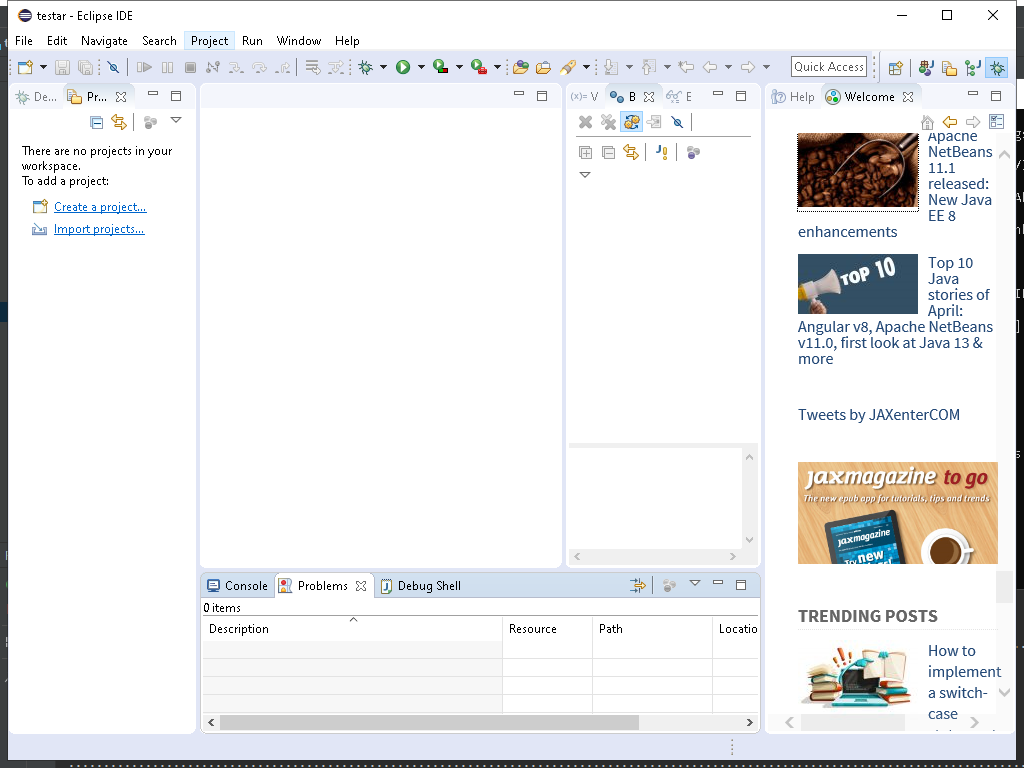 testar - Eclipse IDE
File Edit Navigate Search Project Run Window Help
Quick Access
De...
Pr...
There are no projects in your
workspace.
To add a project:
Create a project...
Import projects...
(x)= V
B
E
Help
Welcome
Apache
NetBeans
11.1
released:
New Java
EE 8
enhancements
TOP 10
Top 10
Java
stories of
April:
Angular v8, Apache NetBeans
v11.0, first look at Java 13 &
more
Tweets by JAXenterCOM
jaxmagazine to go
The new epub app for tutorials, tips and trends
jaxmagazine
new
TRENDING POSTS
How to
implement
a switch-
case
Console
Problems
Debug Shell
0 items
Description Resource Path Locatio